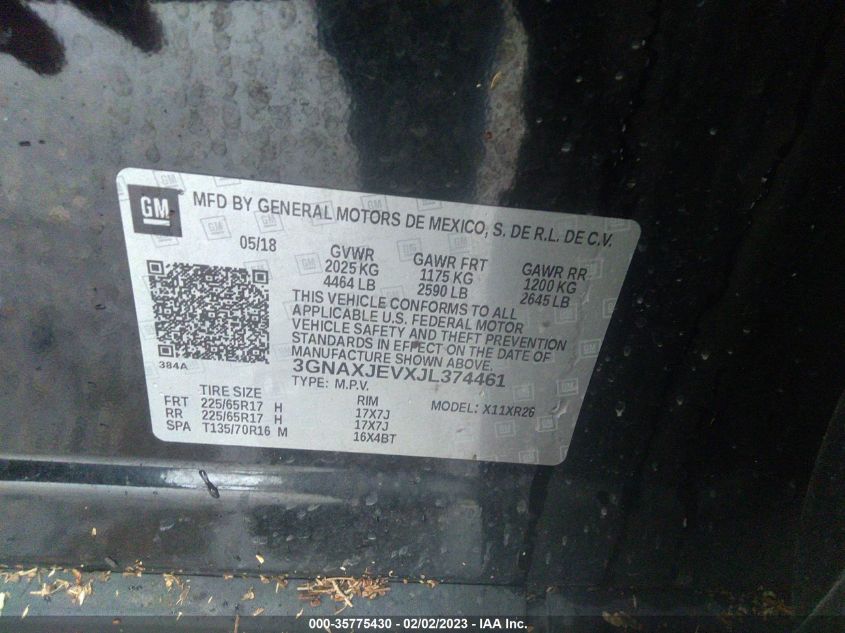 GM
MFD BY GENERAL MOTORS DE MEXICO, S. DE R.L. DE C.V.
05/18
GVWR GAWR FRT GAWR RR
2025 KG 1175 KG 1200 KG
4464 LB 2590 LB 2645 LB
THIS VEHICLE CONFORMS TO ALL
APPLICABLE U.S. FEDERAL MOTOR
VEHICLE SAFETY AND THEFT PREVENTION
STANDARDS IN EFFECT ON THE DATE OF
MANUFACTURE SHOWN ABOVE.
384A
3GNAXJEVXJL374461
TYPE: M.P.V.
MODEL: X11XR26
TIRE SIZE RIM
FRT 225/65R17 H 17X7J
RR 225/65R17 H 17X7J
SPA T135/70R16 M 16X4BT
000-35775430 - 02/02/2023 - IAA Inc.